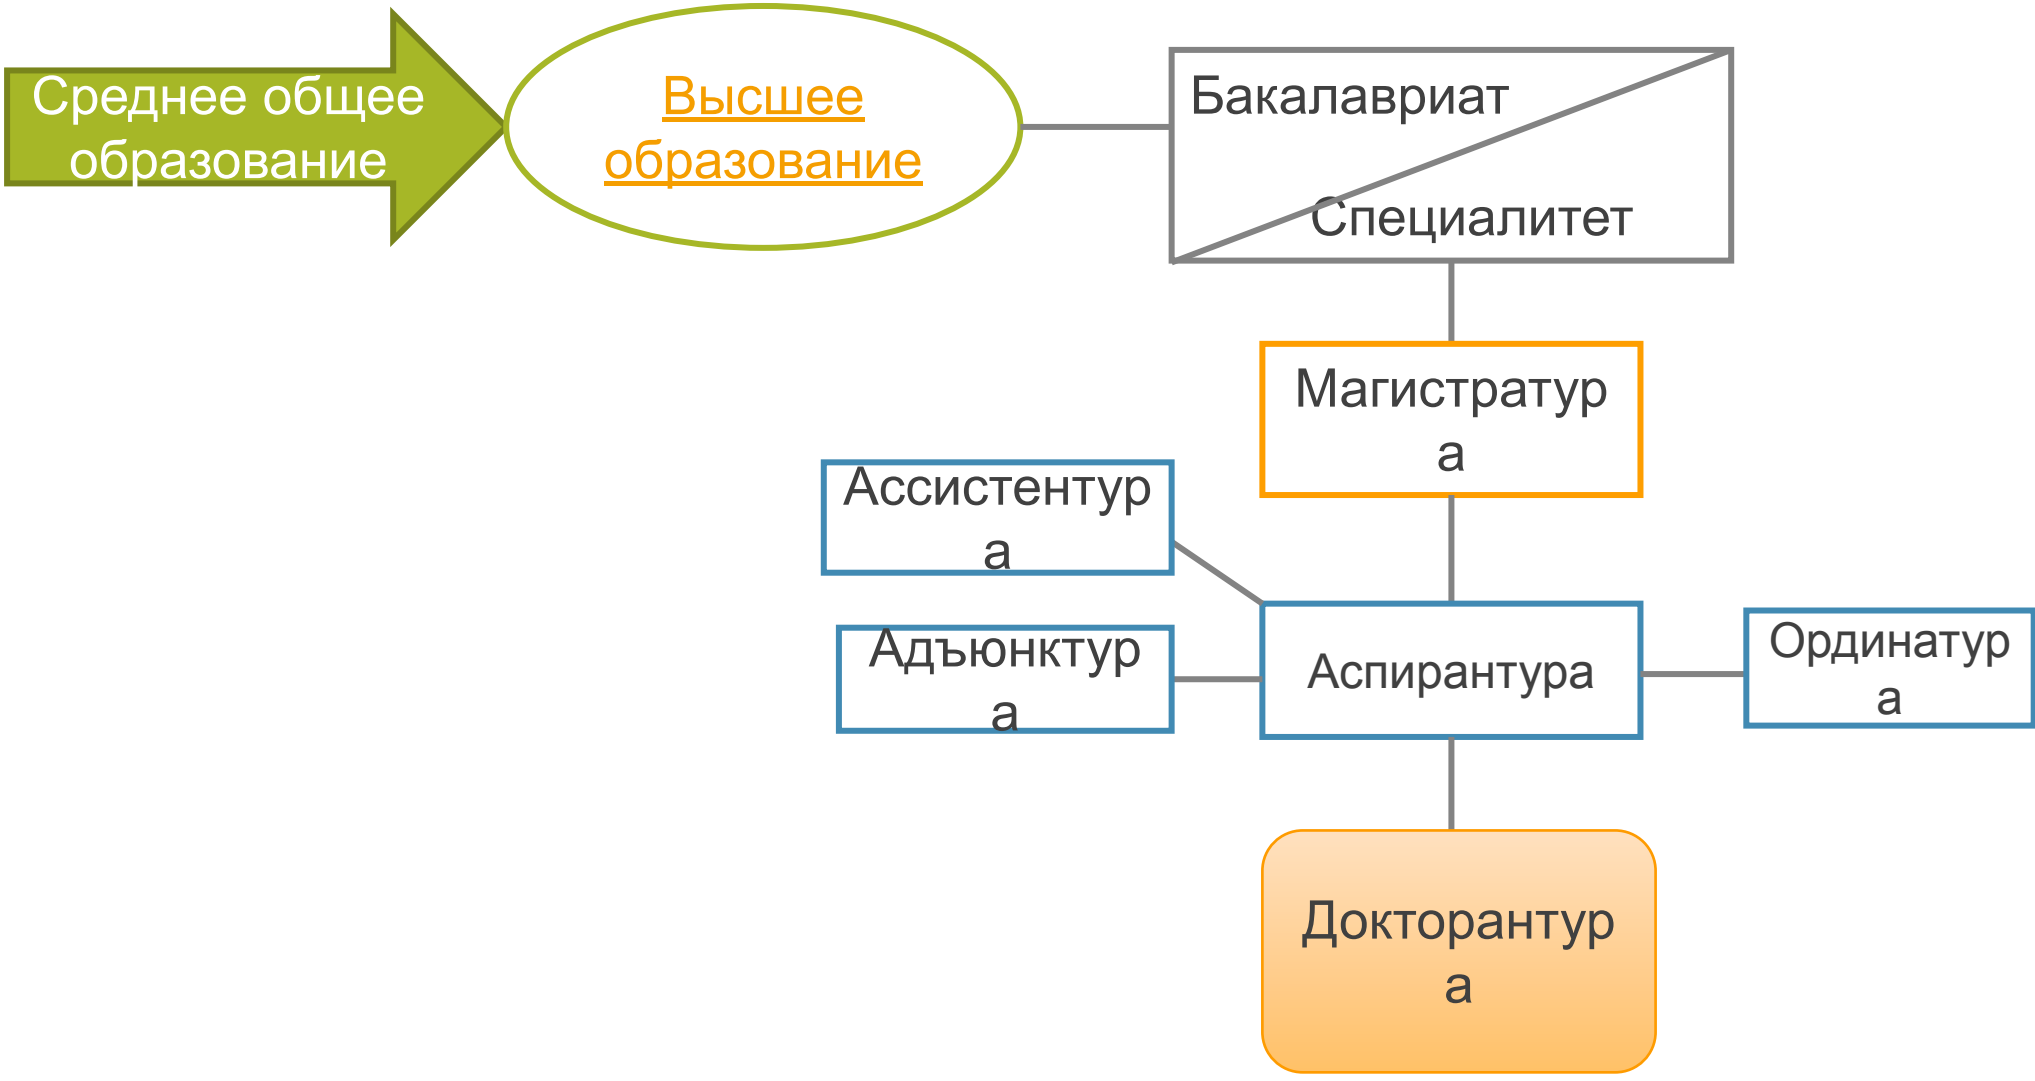 Среднее общее
образование
Высшее
образование
Бакалавриат
Специалитет
Магистратур
а
Ассистентур
а
Адъюнктур
а
Аспирантура
Ординатур
а
Докторантур
а